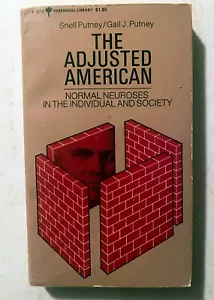 PERENNIAL LIBRARY $1.95
Snell Putney/Gail J. Putney
THE
ADJUSTED
AMERICAN
NORMAL NEUROSES
IN THE INDIVIDUAL AND SOCIETY